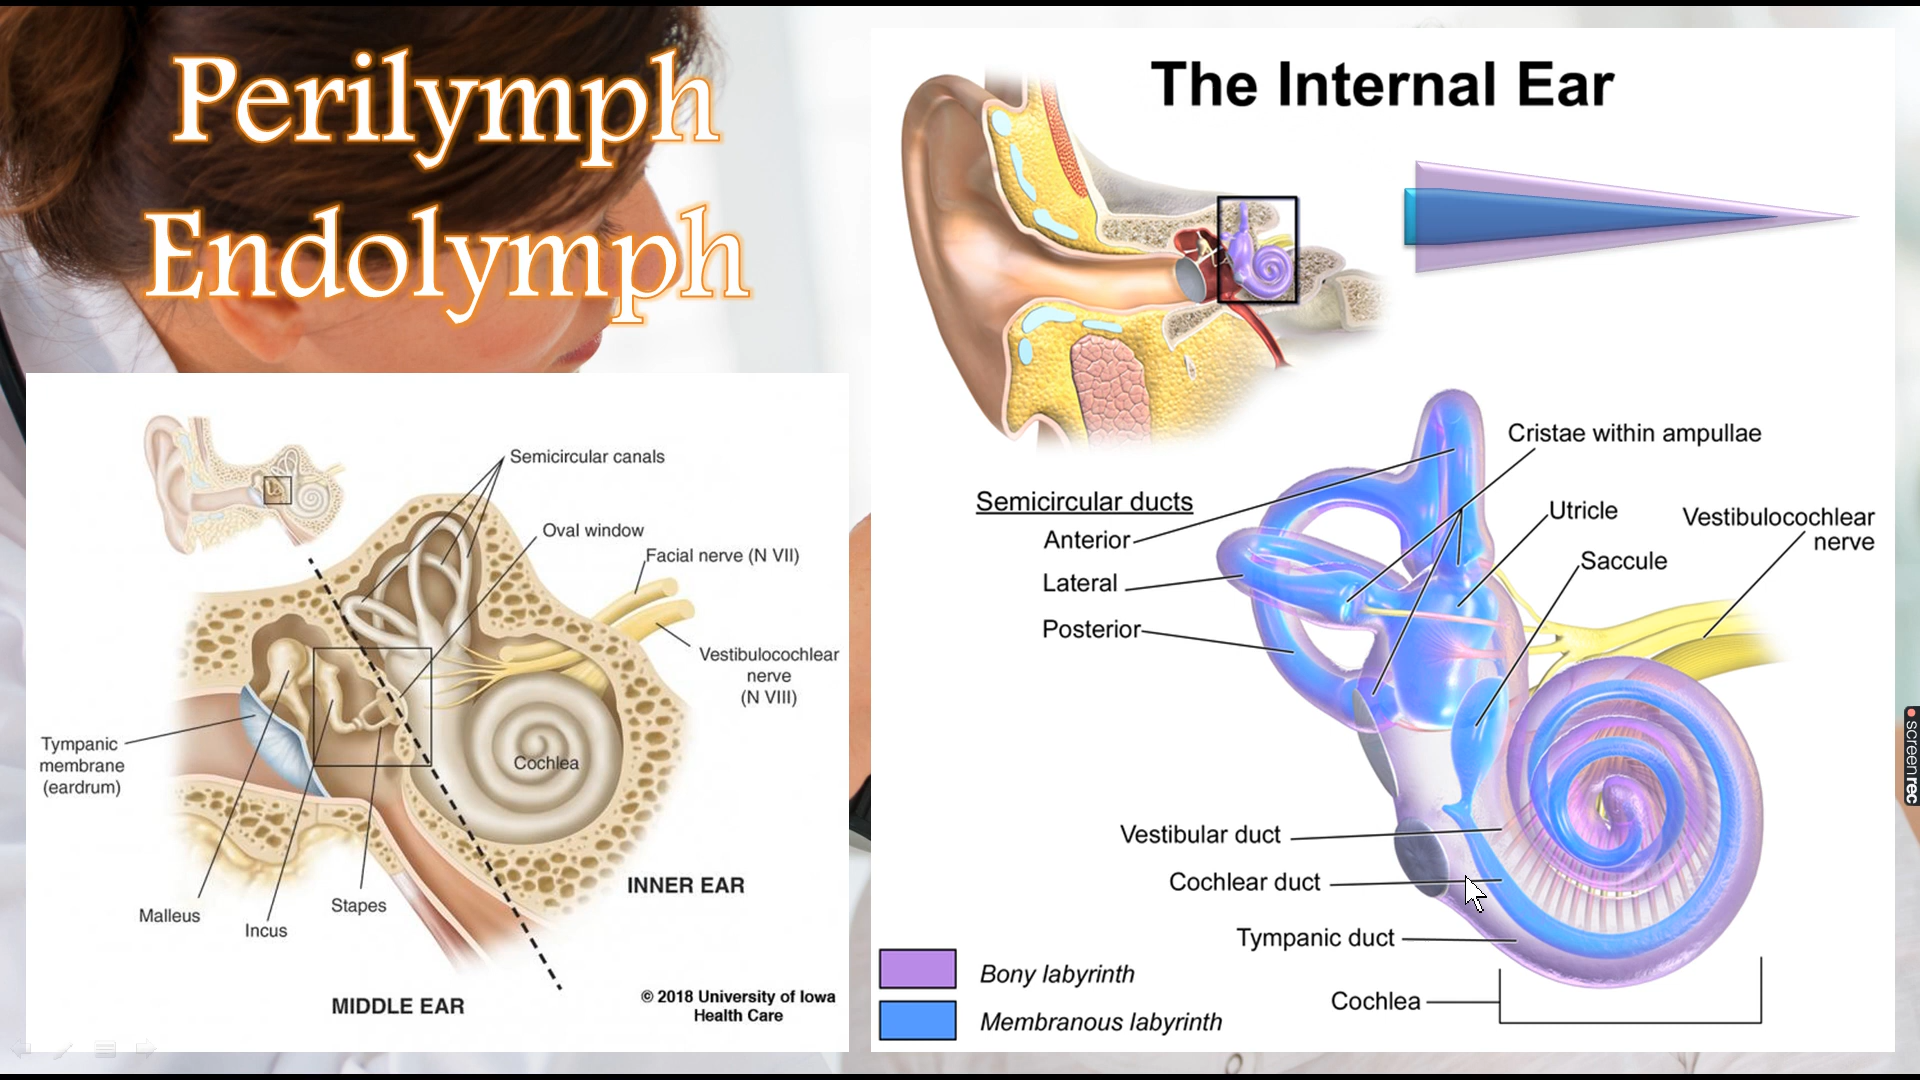 Perilymph
Endolymph
Semicircular canals
Oval window
Facial nerve (N VII)
Vestibulocochlear
nerve
(N VIII)
Tympanic
membrane
(eardrum)
Cochlea
Malleus
Incus
Stapes
INNER EAR
MIDDLE EAR
© 2018 University of Iowa
Health Care
The Internal Ear
Cristae within ampullae
Semicircular ducts
Anterior
Lateral
Posterior
Utricle
Saccule
Vestibulocochlear
nerve
Vestibular duct
Cochlear duct
Tympanic duct
Cochlea
Bony labyrinth
Membranous labyrinth
screenrec